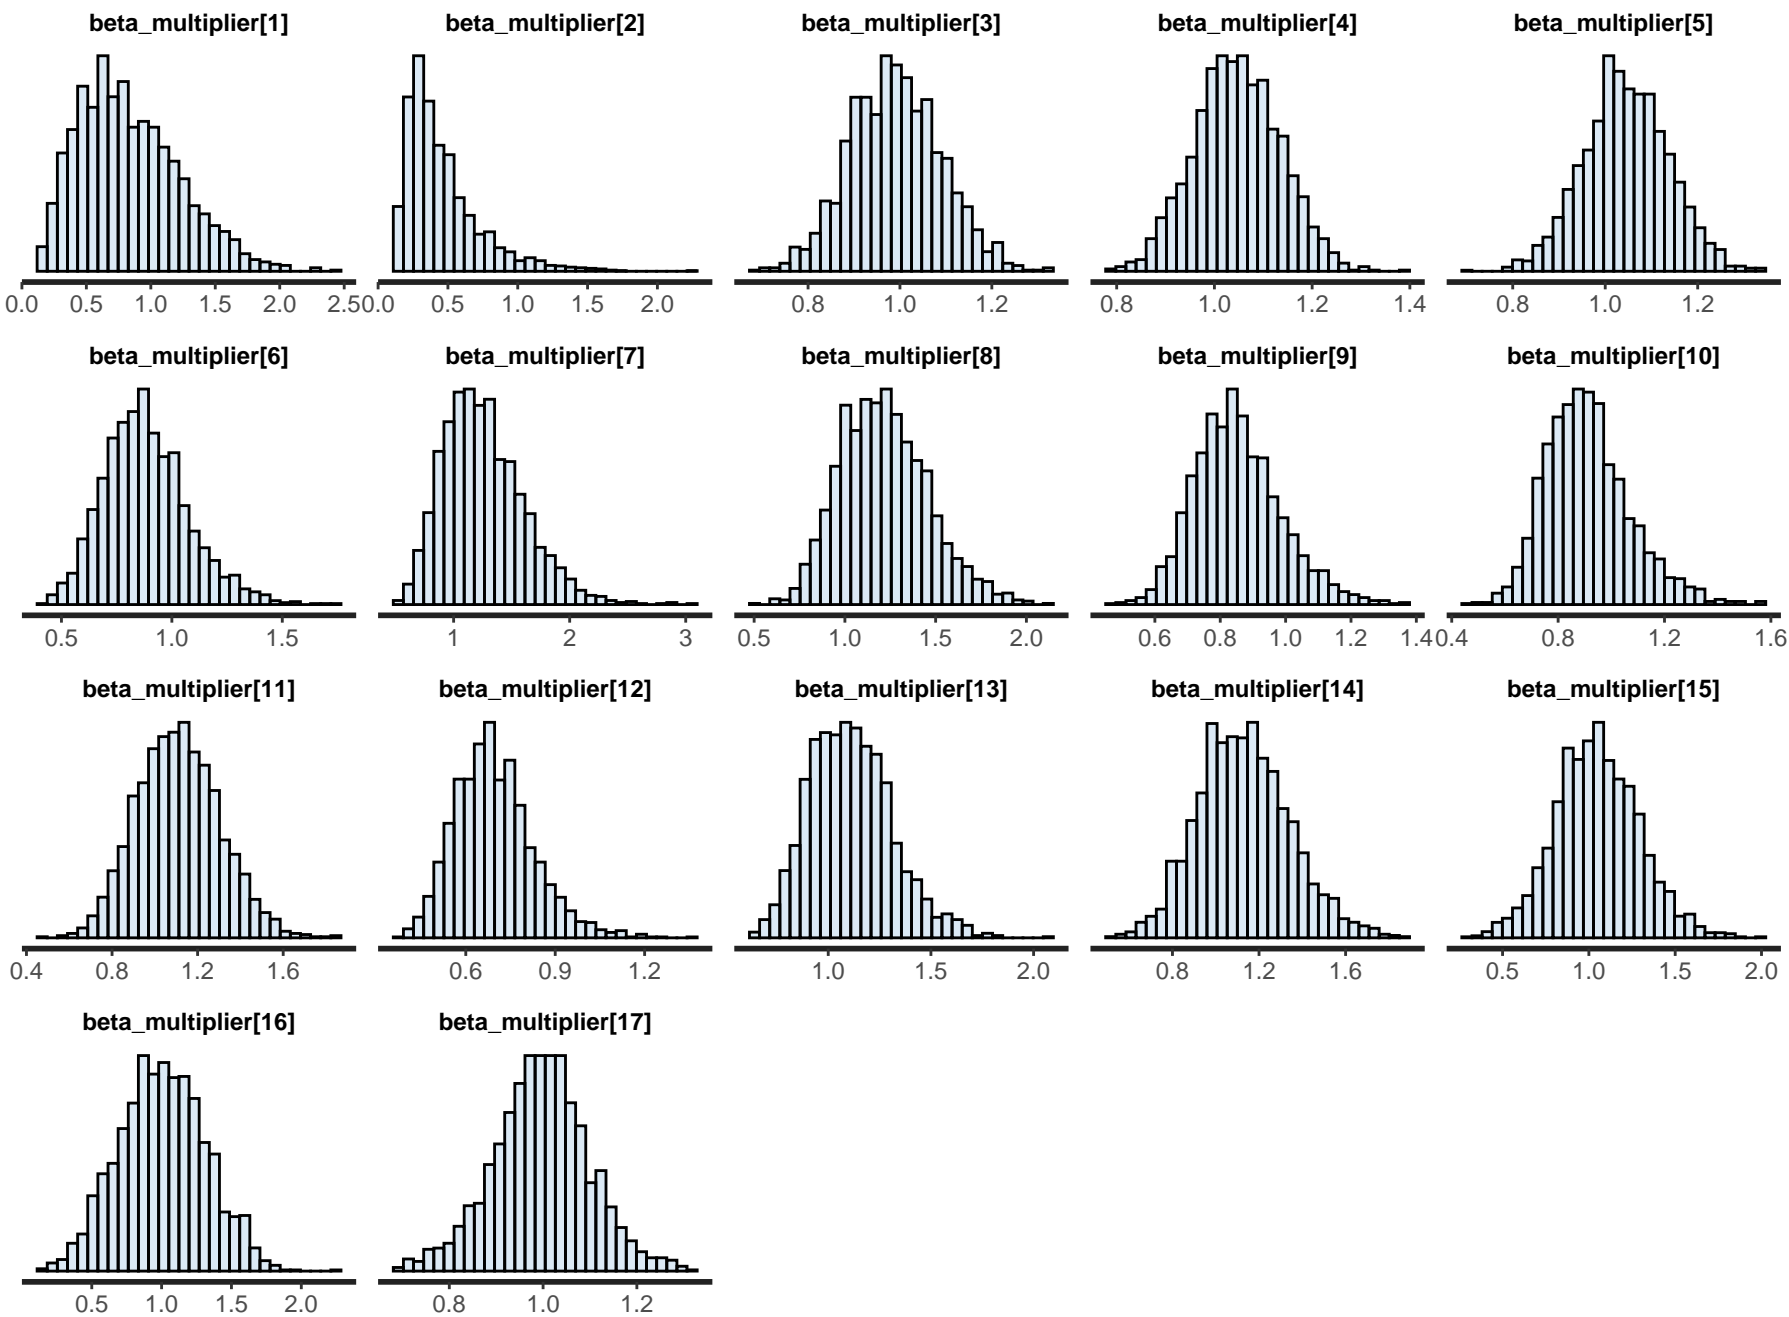 beta_multiplier[1] beta_multiplier[2] beta_multiplier[3] beta_multiplier[4] beta_multiplier[5]
0.0 0.5 1.0 1.5 2.0 2.5 0.0 0.5 1.0 1.5 2.0 0.8 1.0 1.2 0.8 1.0 1.2 1.4 0.8 1.0 1.2
beta_multiplier[6] beta_multiplier[7] beta_multiplier[8] beta_multiplier[9] beta_multiplier[10]
0.5 1.0 1.5 1 2 3 0.5 1.0 1.5 2.0 0.6 0.8 1.0 1.2 1.4 0.4 0.8 1.2 1.6
beta_multiplier[11] beta_multiplier[12] beta_multiplier[13] beta_multiplier[14] beta_multiplier[15]
0.4 0.8 1.2 1.6 0.6 0.9 1.2 1.0 1.5 2.0 0.8 1.2 1.6 0.5 1.0 1.5 2.0
beta_multiplier[16] beta_multiplier[17]
0.5 1.0 1.5 2.0 0.8 1.0 1.2